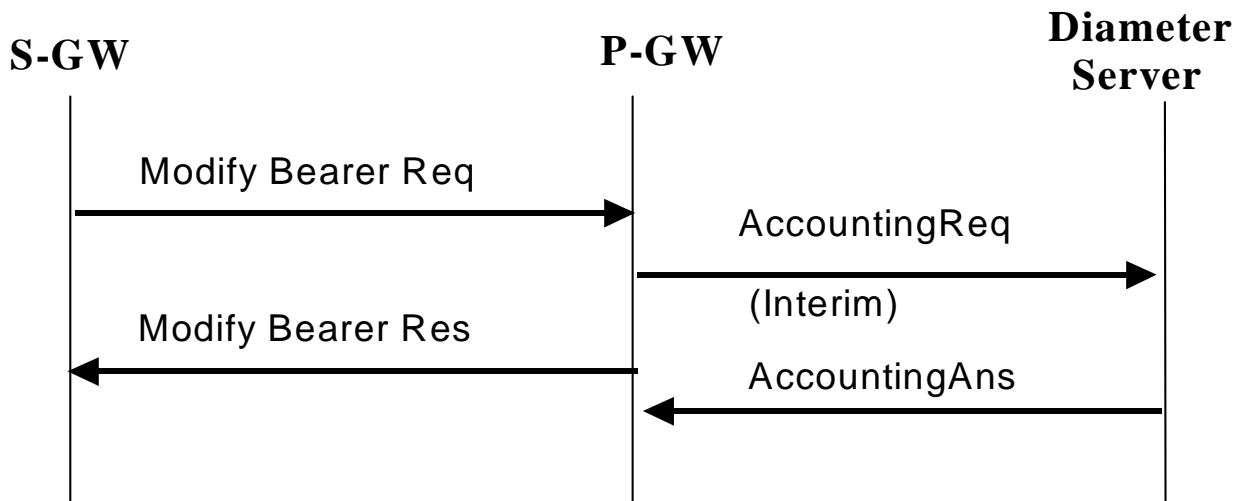 S-GW
P-GW
Diameter
Server
Modify Bearer Req
AccountingReq
(Interim)
Modify Bearer Res
AccountingAns